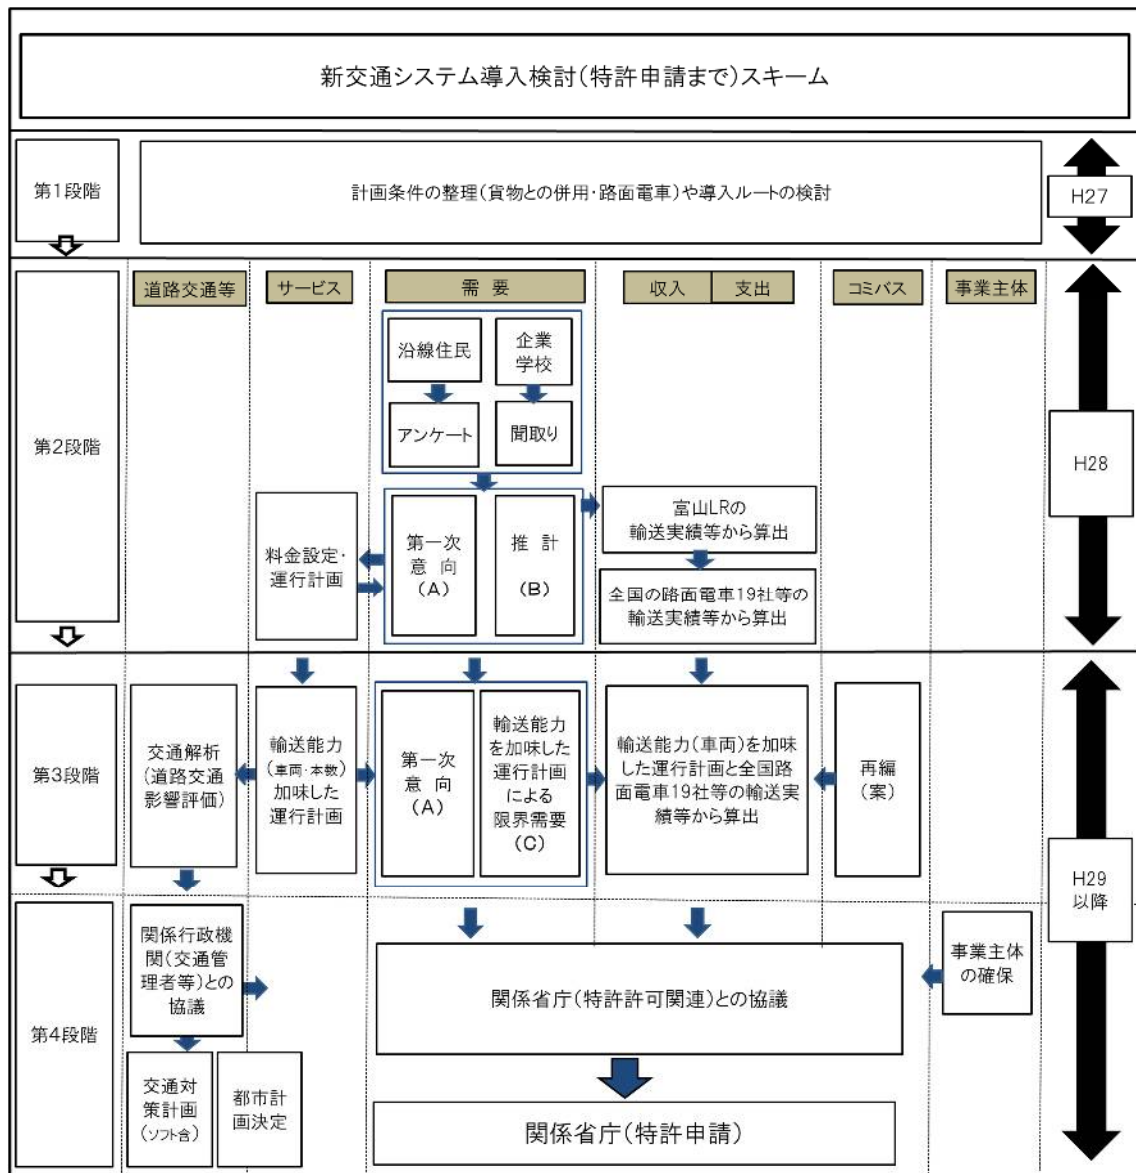 新交通システム導入検討(特許申請まで)スキーム
第1段階
計画条件の整理(貨物との併用・路面電車)や導入ルートの検討
H27
道路交通等
サービス
需 要
収入
支出
コミバス
事業主体
第2段階
沿線住民
企業
学校
アンケート
聞取り
H28
料金設定・
運行計画
第一次
意 向
(A)
推 計
(B)
富山LRの
輸送実績等から算出
全国の路面電車19社等の
輸送実績等から算出
第3段階
交通解析
(道路交通
影響評価)
輸送能力
(車両・本数)
加味した
運行計画
第一次
意 向
(A)
輸送能力
を加味した
運行計画
による
限界需要
(C)
輸送能力(車両)を加味
した運行計画と全国路
面電車19社等の輸送実
績等から算出
再編
(案)
H29
以降
第4段階
関係行政機
関(交通管
理者等)との
協議
関係省庁(特許許可関連)との協議
事業主体
の確保
交通対
策計画
(ソフト含)
都市計
画決定
関係省庁(特許申請)